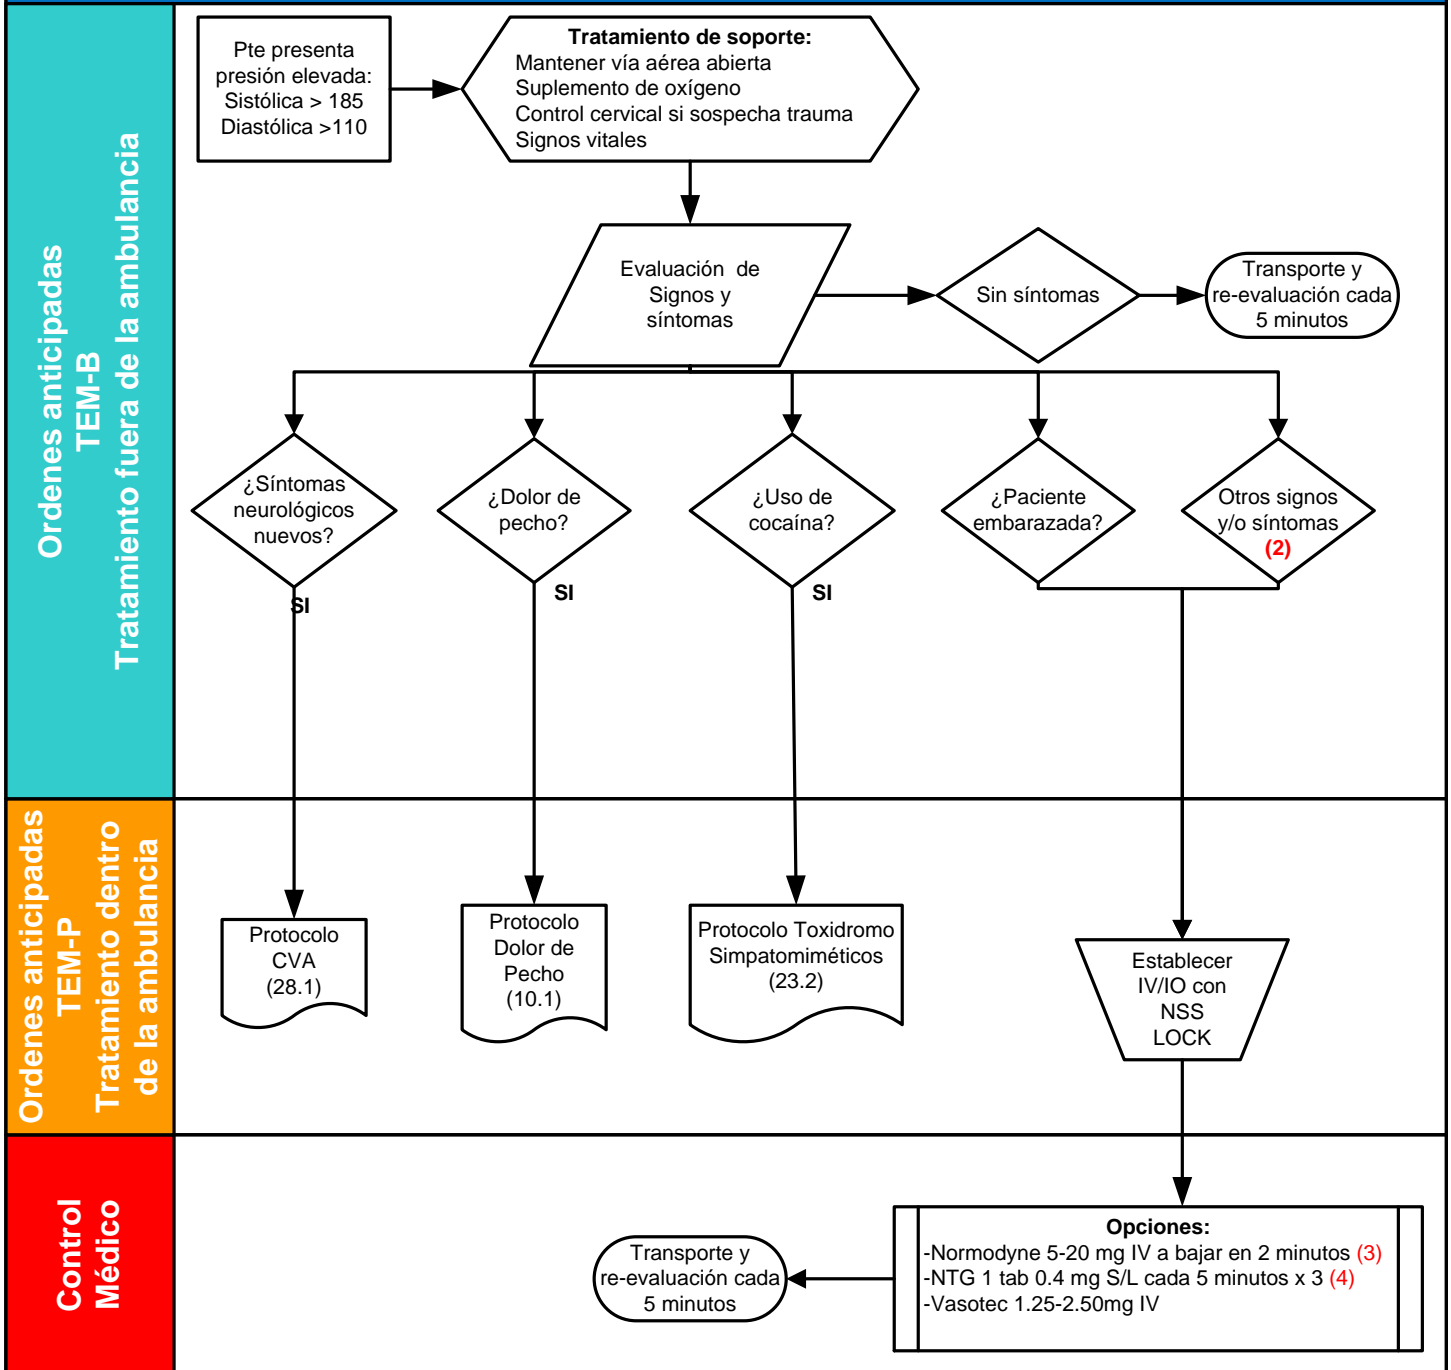 Ordenes anticipadas
TEM-B
Tratamiento fuera de la ambulancia
Pte presenta
presión elevada:
Sistólica > 185
Diastólica >110
Tratamiento de soporte:
Mantener vía aérea abierta
Suplemento de oxígeno
Control cervical si sospecha trauma
Signos vitales
Evaluación de
Signos y
síntomas
Sin síntomas
Transporte y
re-evaluación cada
5 minutos
¿Síntomas
neurológicos
nuevos?
SI
¿Dolor de
pecho?
SI
¿Uso de
cocaína?
SI
¿Paciente
embarazada?
Otros signos
y/o síntomas
(2)
Ordenes anticipadas
TEM-P
Tratamiento dentro
de la ambulancia
Protocolo
CVA
(28.1)
Protocolo
Dolor de
Pecho
(10.1)
Protocolo Toxidromo
Simpatomiméticos
(23.2)
Establecer
IV/IO con
NSS
LOCK
Control
Médico
Transporte y
re-evaluación cada
5 minutos
Opciones:
-Normodyne 5-20 mg IV a bajar en 2 minutos (3)
-NTG 1 tab 0.4 mg S/L cada 5 minutos x 3 (4)
-Vasotec 1.25-2.50mg IV